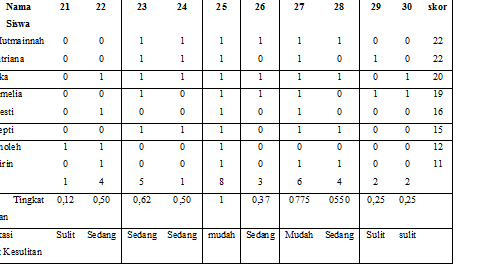 Nama 21 22 23 24 25 26 27 28 29 30 skor
Siswa
Mutmainnah 0 0 1 1 1 1 1 1 0 0 22
itriana 0 0 1 1 1 0 1 0 1 0 22
ka 0 1 1 1 1 1 1 1 0 1 20
melia 0 0 1 0 1 1 1 0 1 1 19
esti 0 1 0 0 1 0 1 0 0 0 16
epti 0 0 1 1 1 0 1 1 0 0 15
holeh 1 1 0 0 1 0 0 0 0 0 12
irin 0 1 0 0 1 0 1 1 0 0 11
1 4 5 1 8 3 6 4 2 2
Tingkat 0,12 0,50 0,62 0,50 1 0,37 0775 0550 0,25 0,25
an
kasi Sulit Sedang Sedang Sedang mudah Sedang Mudah Sedang Sulit sulit
Kesulitan